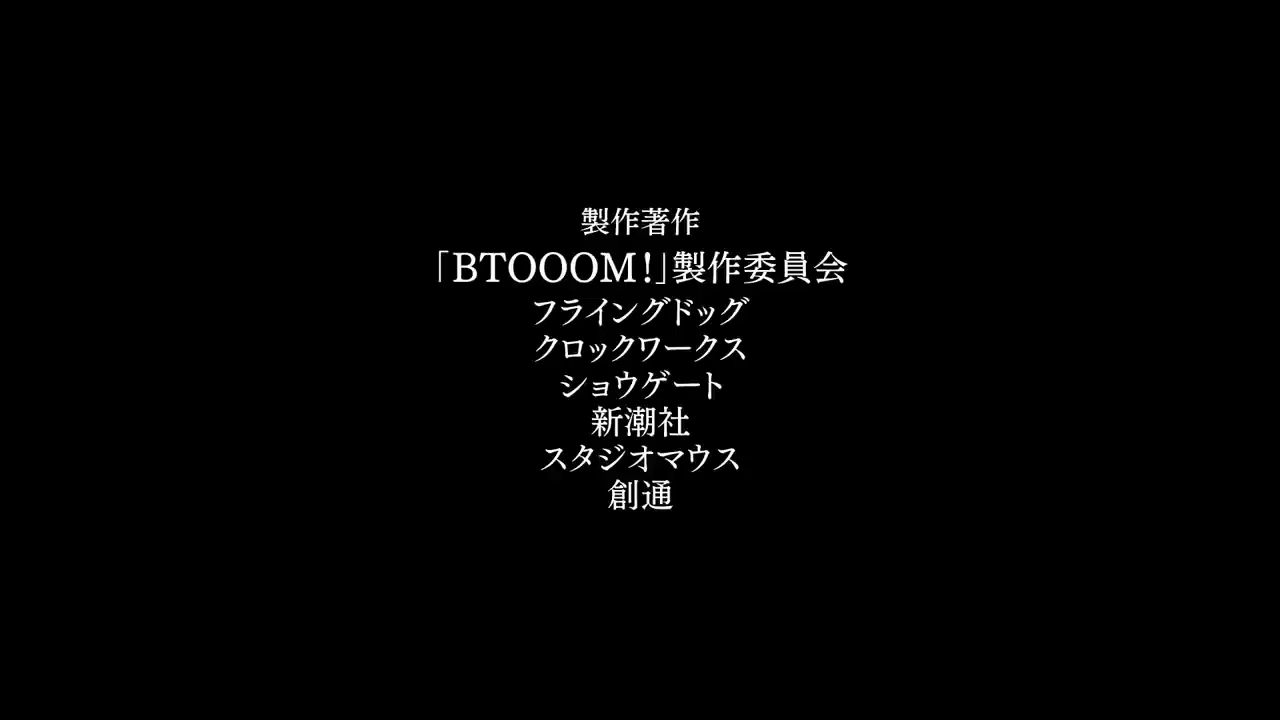 製作著作
「BTOOOM!」製作委員会
フライングドッグ
クロックワークス
ショウゲート
新潮社
スタジオマウス
創通